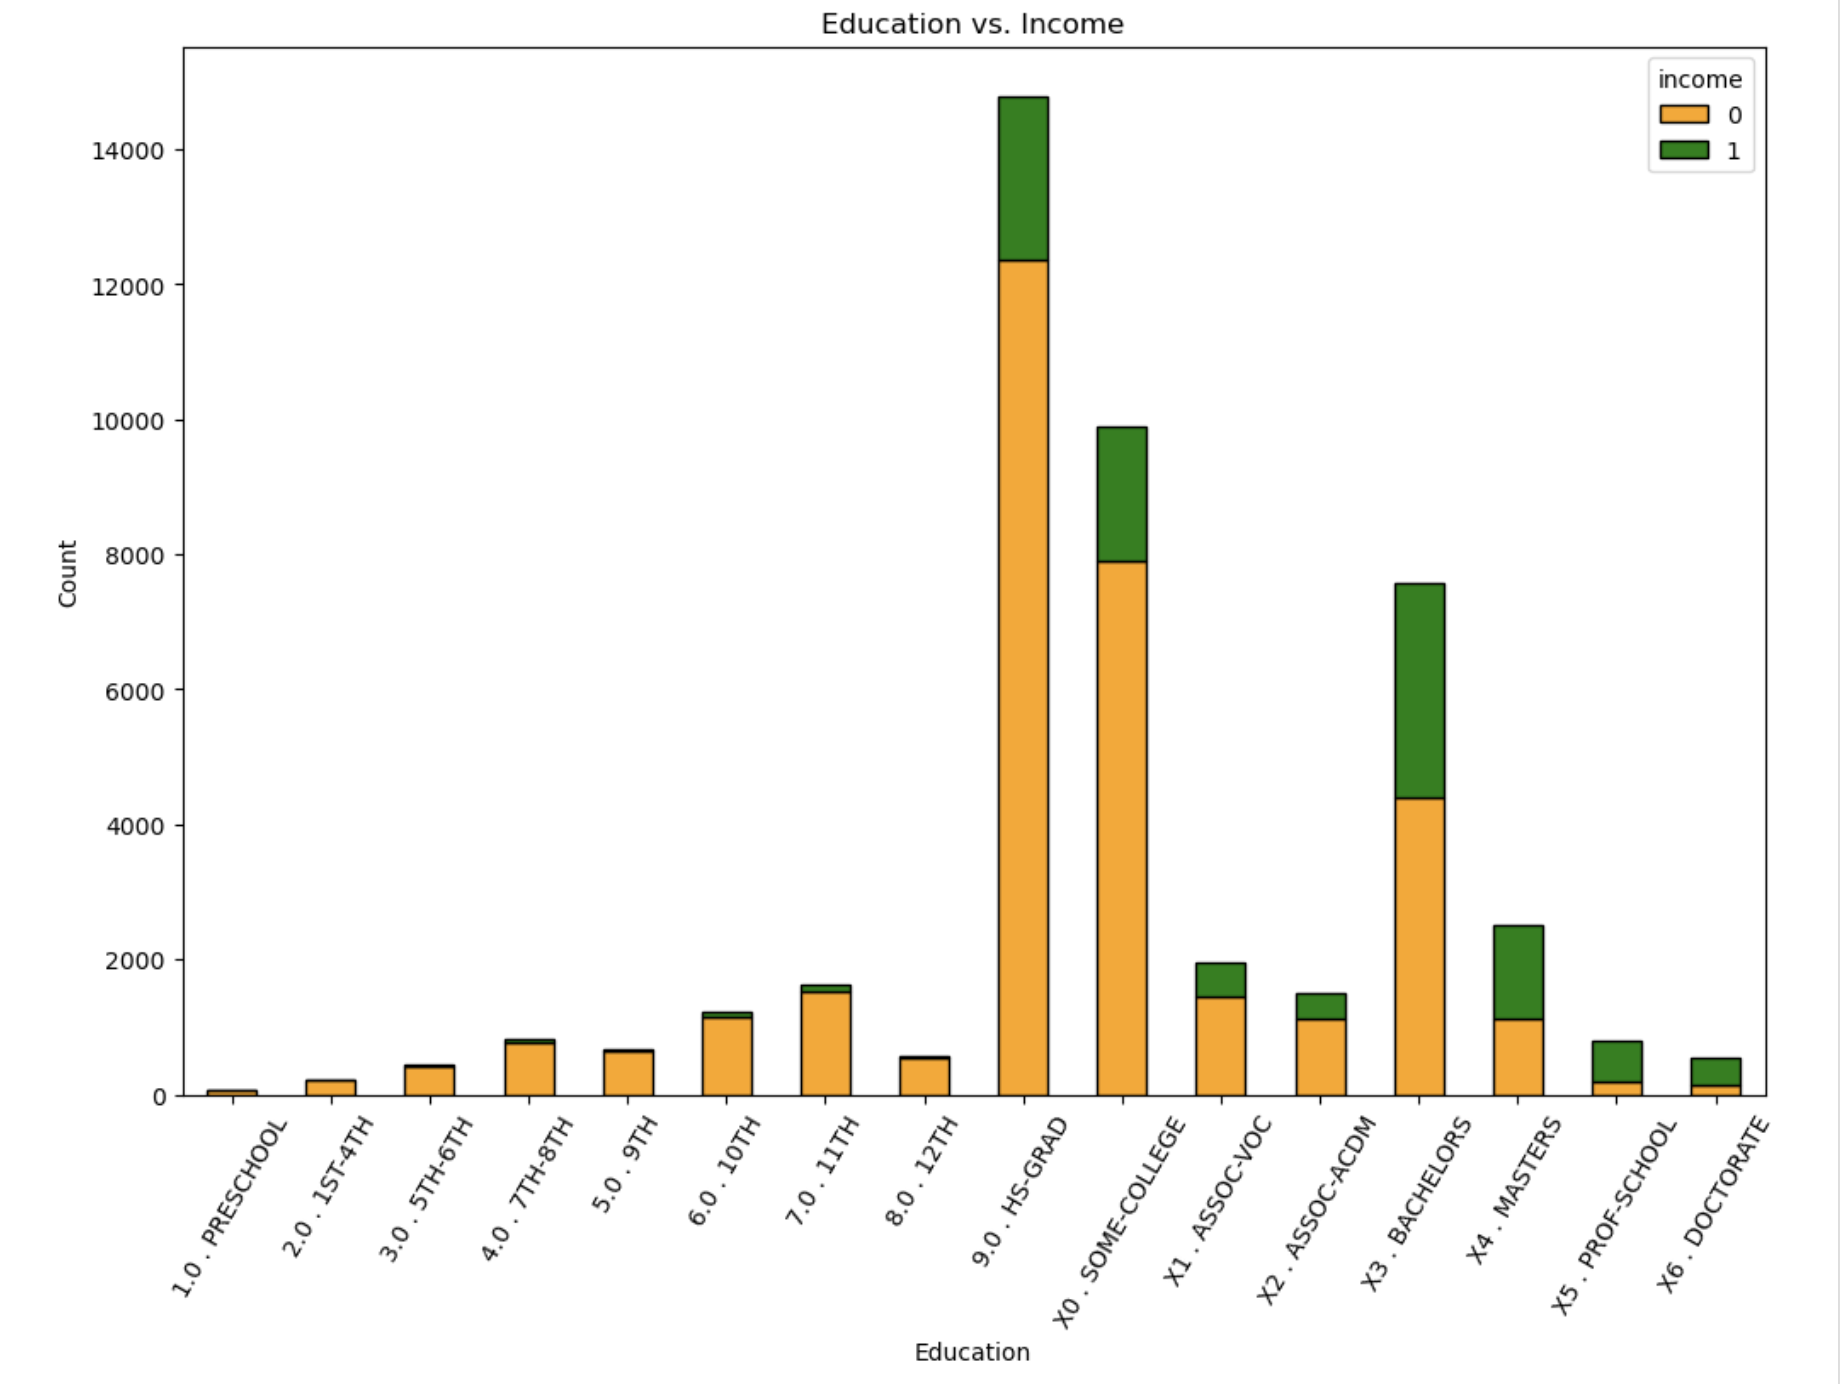 Education vs. Income
income
0
1
14000
12000
10000
8000
6000
4000
2000
0
Count
1.0 . PRESCHOOL
2.0 . 1ST-4TH
3.0 . 5TH-6TH
4.0 . 7TH-8TH
5.0 . 9TH
6.0 . 10TH
7.0 . 11TH
8.0 . 12TH
9.0 . HS-GRAD
X0 . SOME-COLLEGE
X1 . ASSOC-VOC
X2 . ASSOC-ACDM
X3 . BACHELORS
X4 . MASTERS
X5 . PROF-SCHOOL
X6 . DOCTORATE
Education